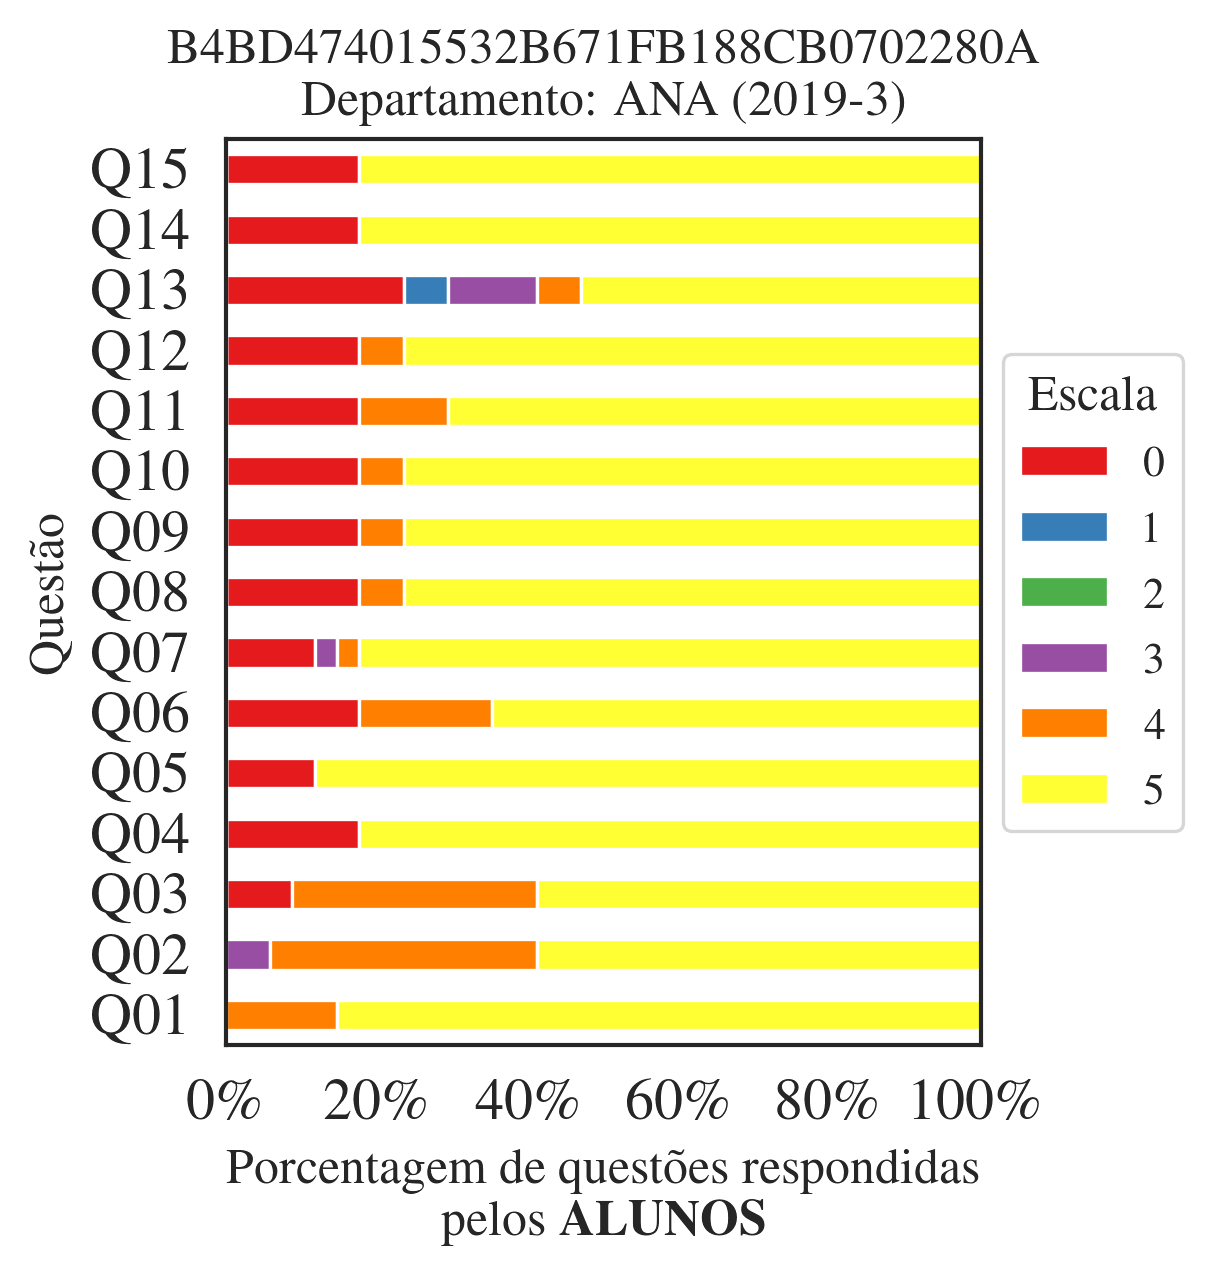 B4BD474015532B671FB188CB0702280A
Departamento: ANA (2019-3)
Q15
Q14
Q13
Q12
Q11
Q10
Q09
Q08
Q07
Q06
Q05
Q04
Q03
Q02
Q01
Questão
0% 20% 40% 60% 80% 100%
Porcentagem de questões respondidas
pelos ALUNOS
Escala
0
1
2
3
4
5